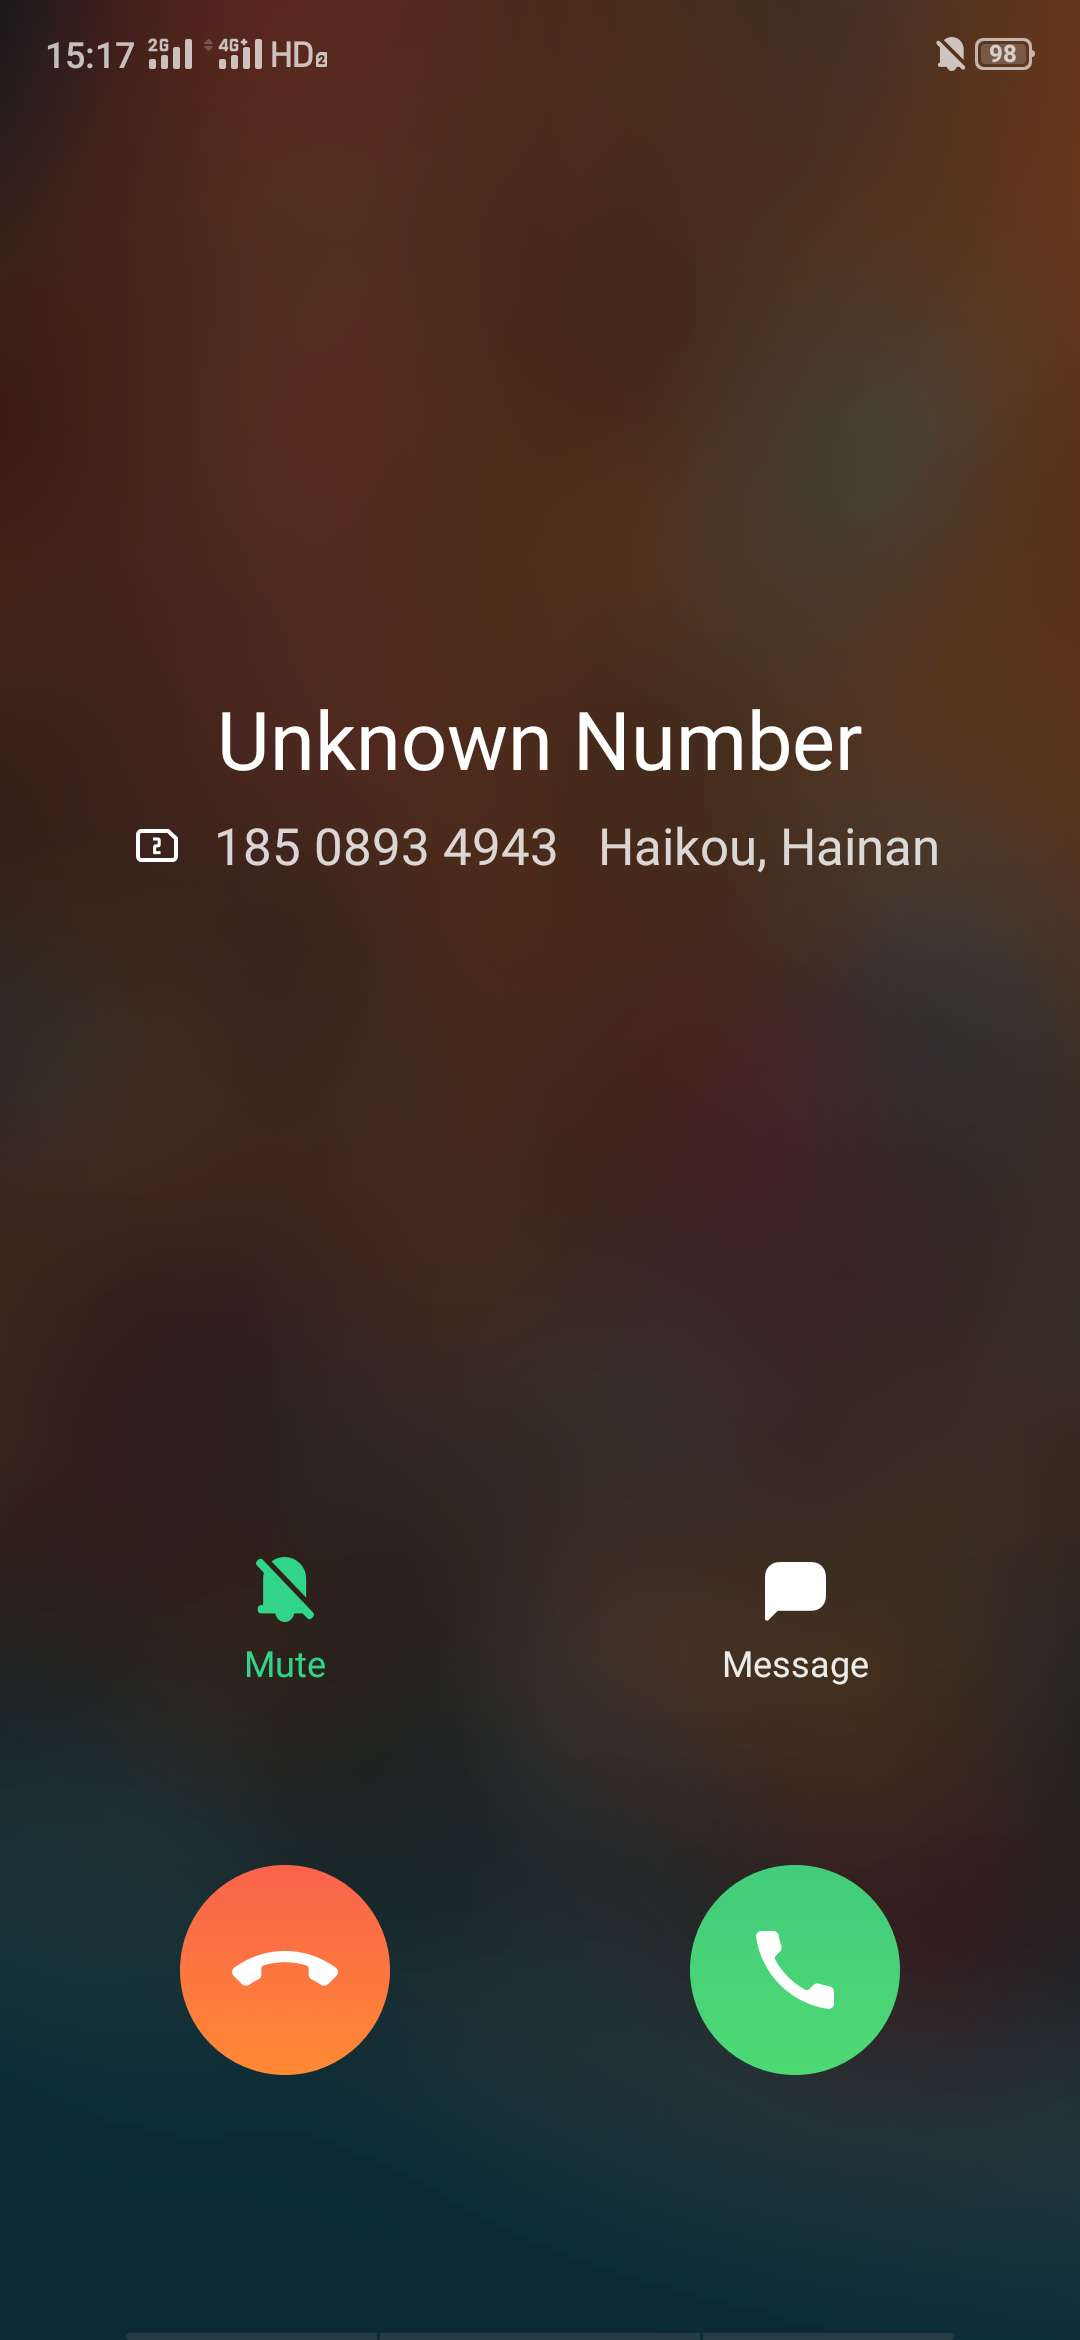 15:17 2G 4G+ HD2 98
Unknown Number
2 185 0893 4943 Haikou, Hainan
Mute Message